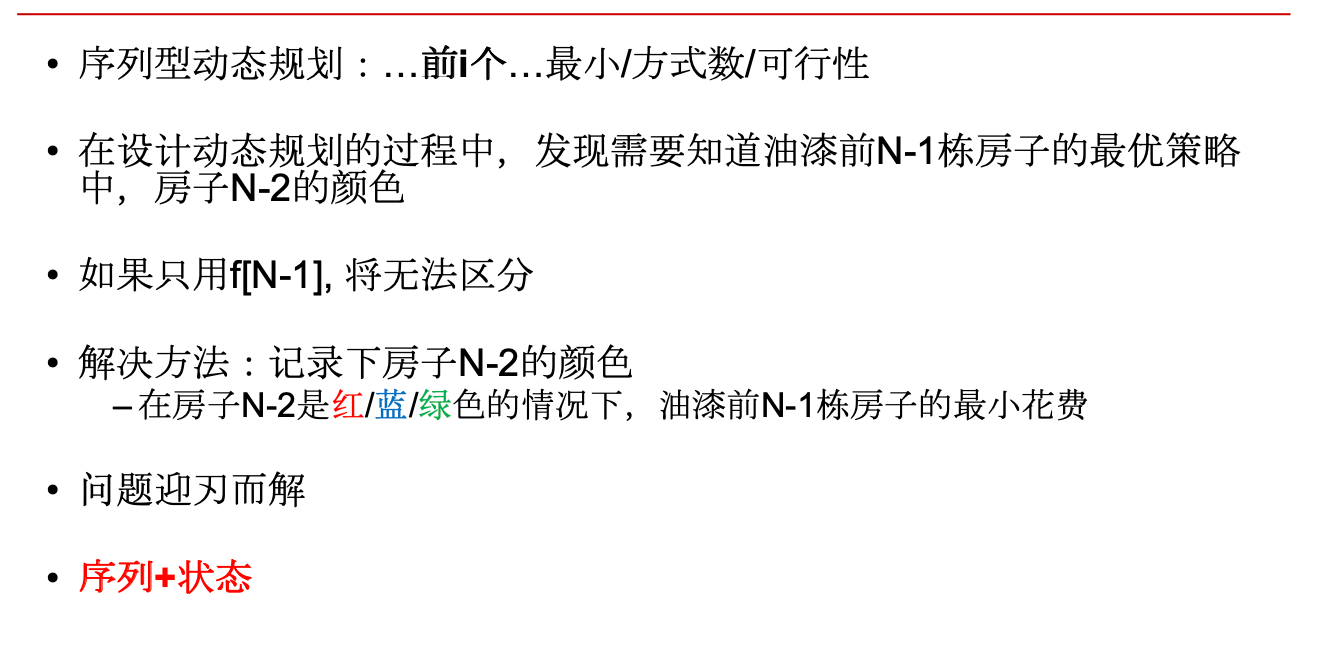 • 序列型动态规划：…前i个…最小/方式数/可行性
• 在设计动态规划的过程中，发现需要知道油漆前N-1栋房子的最优策略
中，房子N-2的颜色
• 如果只用f[N-1], 将无法区分
• 解决方法：记录下房子N-2的颜色
– 在房子N-2是红/蓝/绿色的情况下，油漆前N-1栋房子的最小花费
• 问题迎刃而解
• 序列+状态